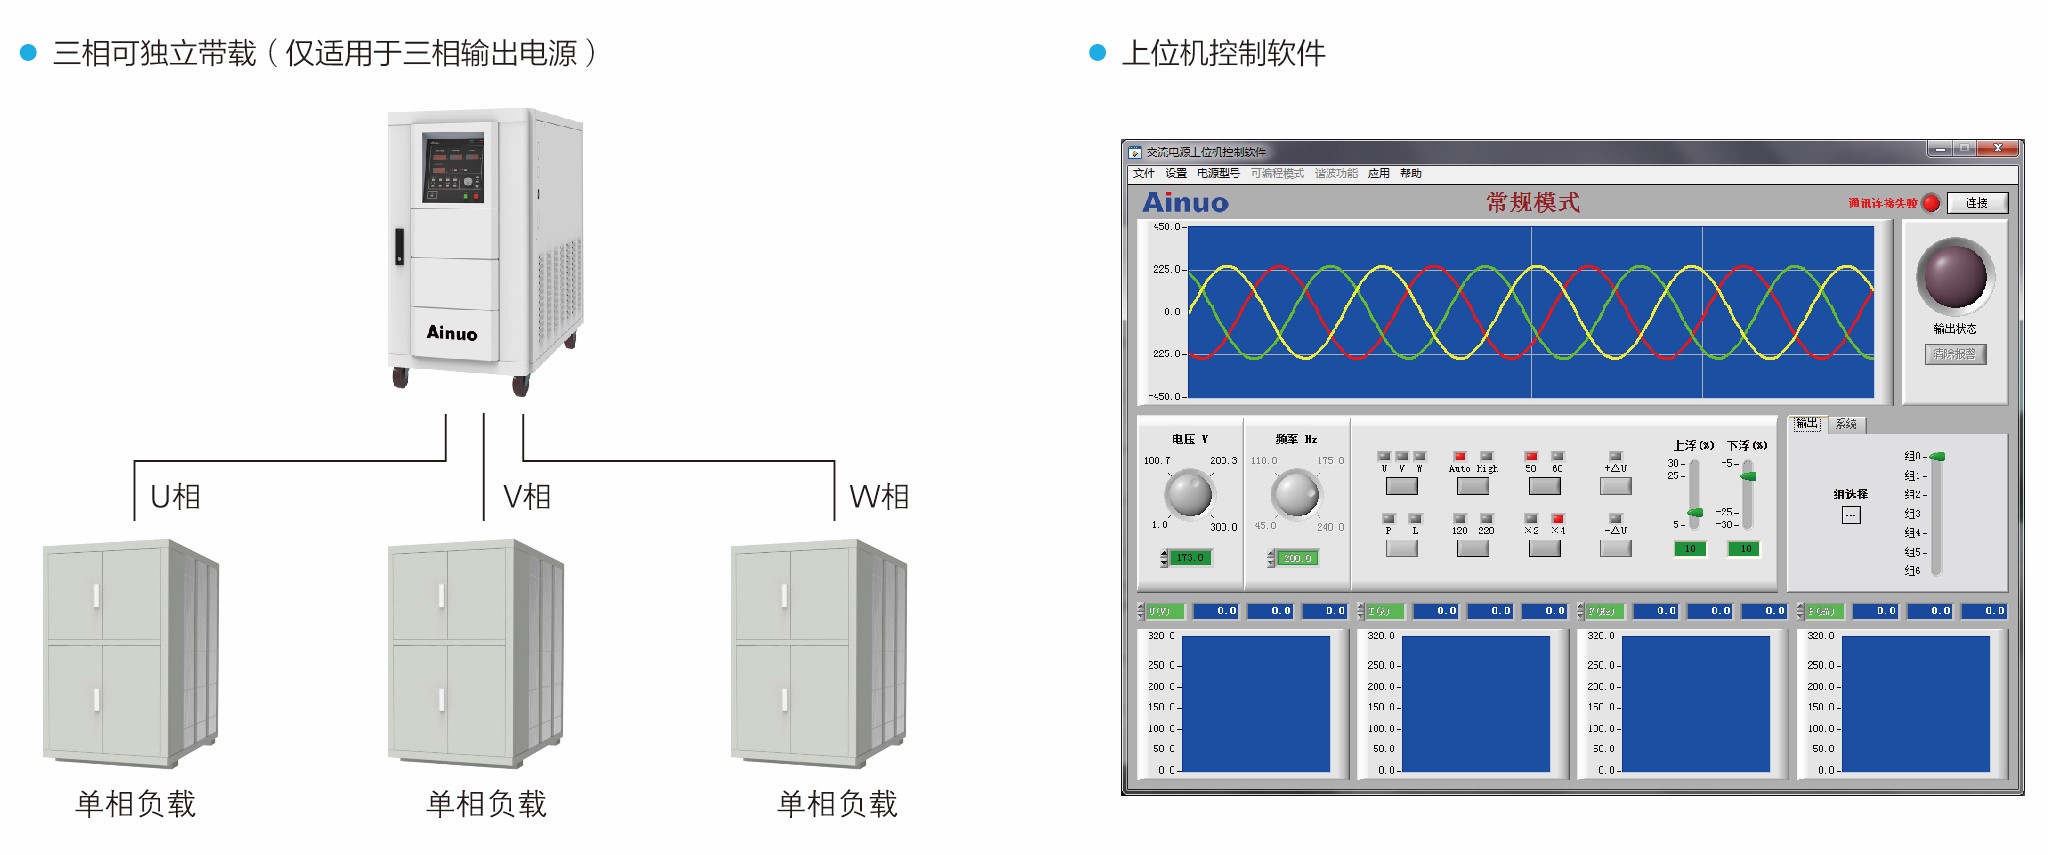 三相可独立带载（仅适用于三相输出电源）
Ainuo
U相
V相
W相
单相负载
单相负载
单相负载
上位机控制软件
交流电源上位机控制软件
文件 设置 电源型号 可编程模式 谐波功能 应用 帮助
Ainuo
常规模式
通讯连接失败
连接
450.0
225.0
0.0
225.0
-450.0
输出状态
清除报警
电压 V
100.7 200.3
1.0 300.0
173.0
频率 Hz
110.0 175 0
45.0 240 0
200.0
U V W
Auto High
50 60
+△U
P L
120 220
×2 ×4
-△U
上浮(%) 下浮(%)
30 -5
25
-25
5 -30
10 10
输出 系统
组选择
...
组0
组1
组2
组3
组4
组5
组6
U(V) 0.0 0.0 0.0
I(A) 0.0 0.0 0.0
F(Hz) 0.0 0.0 0.0
0.0 0.0 0.0
320 0
250 0
200 0
150 0
100 0
50 0
0 0
320.0
250.0
200.0
150.0
100.0
50.0
0.0
320.0
250.0
200.0
150.0
100.0
50.0
0.0
320.0
250.0
200.0
150.0
100.0
50.0
0.0